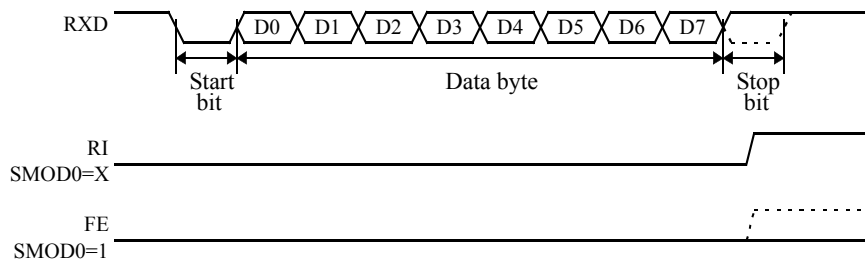 RXD D0 D1 D2 D3 D4 D5 D6 D7
Start bit
Data byte
Stop bit
RI
SMOD0=X
FE
SMOD0=1